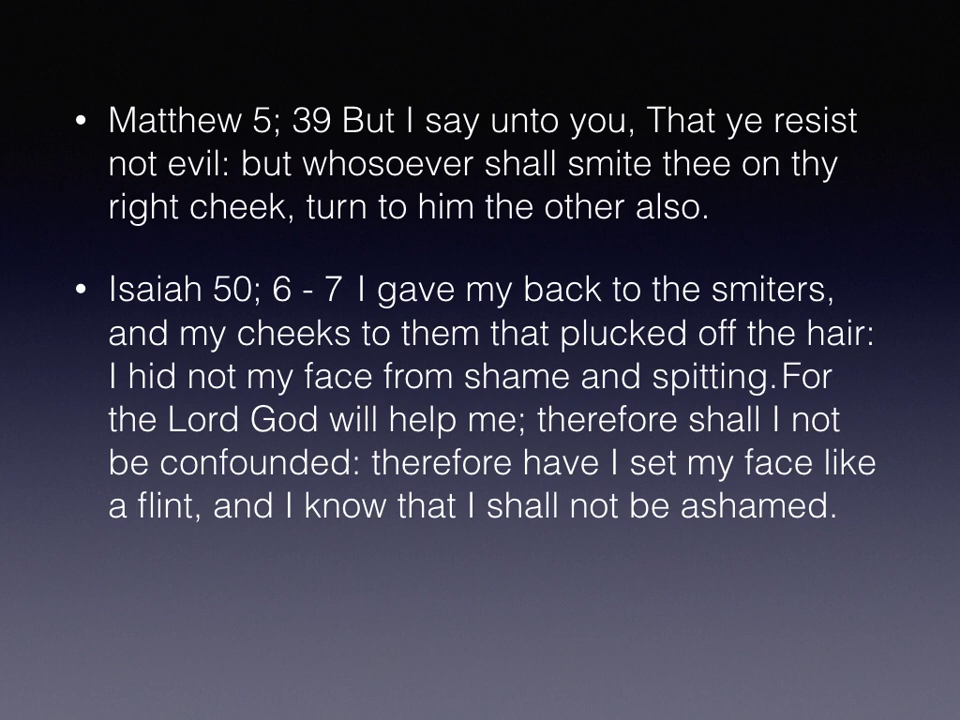 • Matthew 5; 39 But I say unto you, That ye resist
not evil: but whosoever shall smite thee on thy
right cheek, turn to him the other also.
• Isaiah 50; 6 - 7 I gave my back to the smiters,
and my cheeks to them that plucked off the hair:
I hid not my face from shame and spitting.For
the Lord God will help me; therefore shall I not
be confounded: therefore have I set my face like
a flint, and I know that I shall not be ashamed.